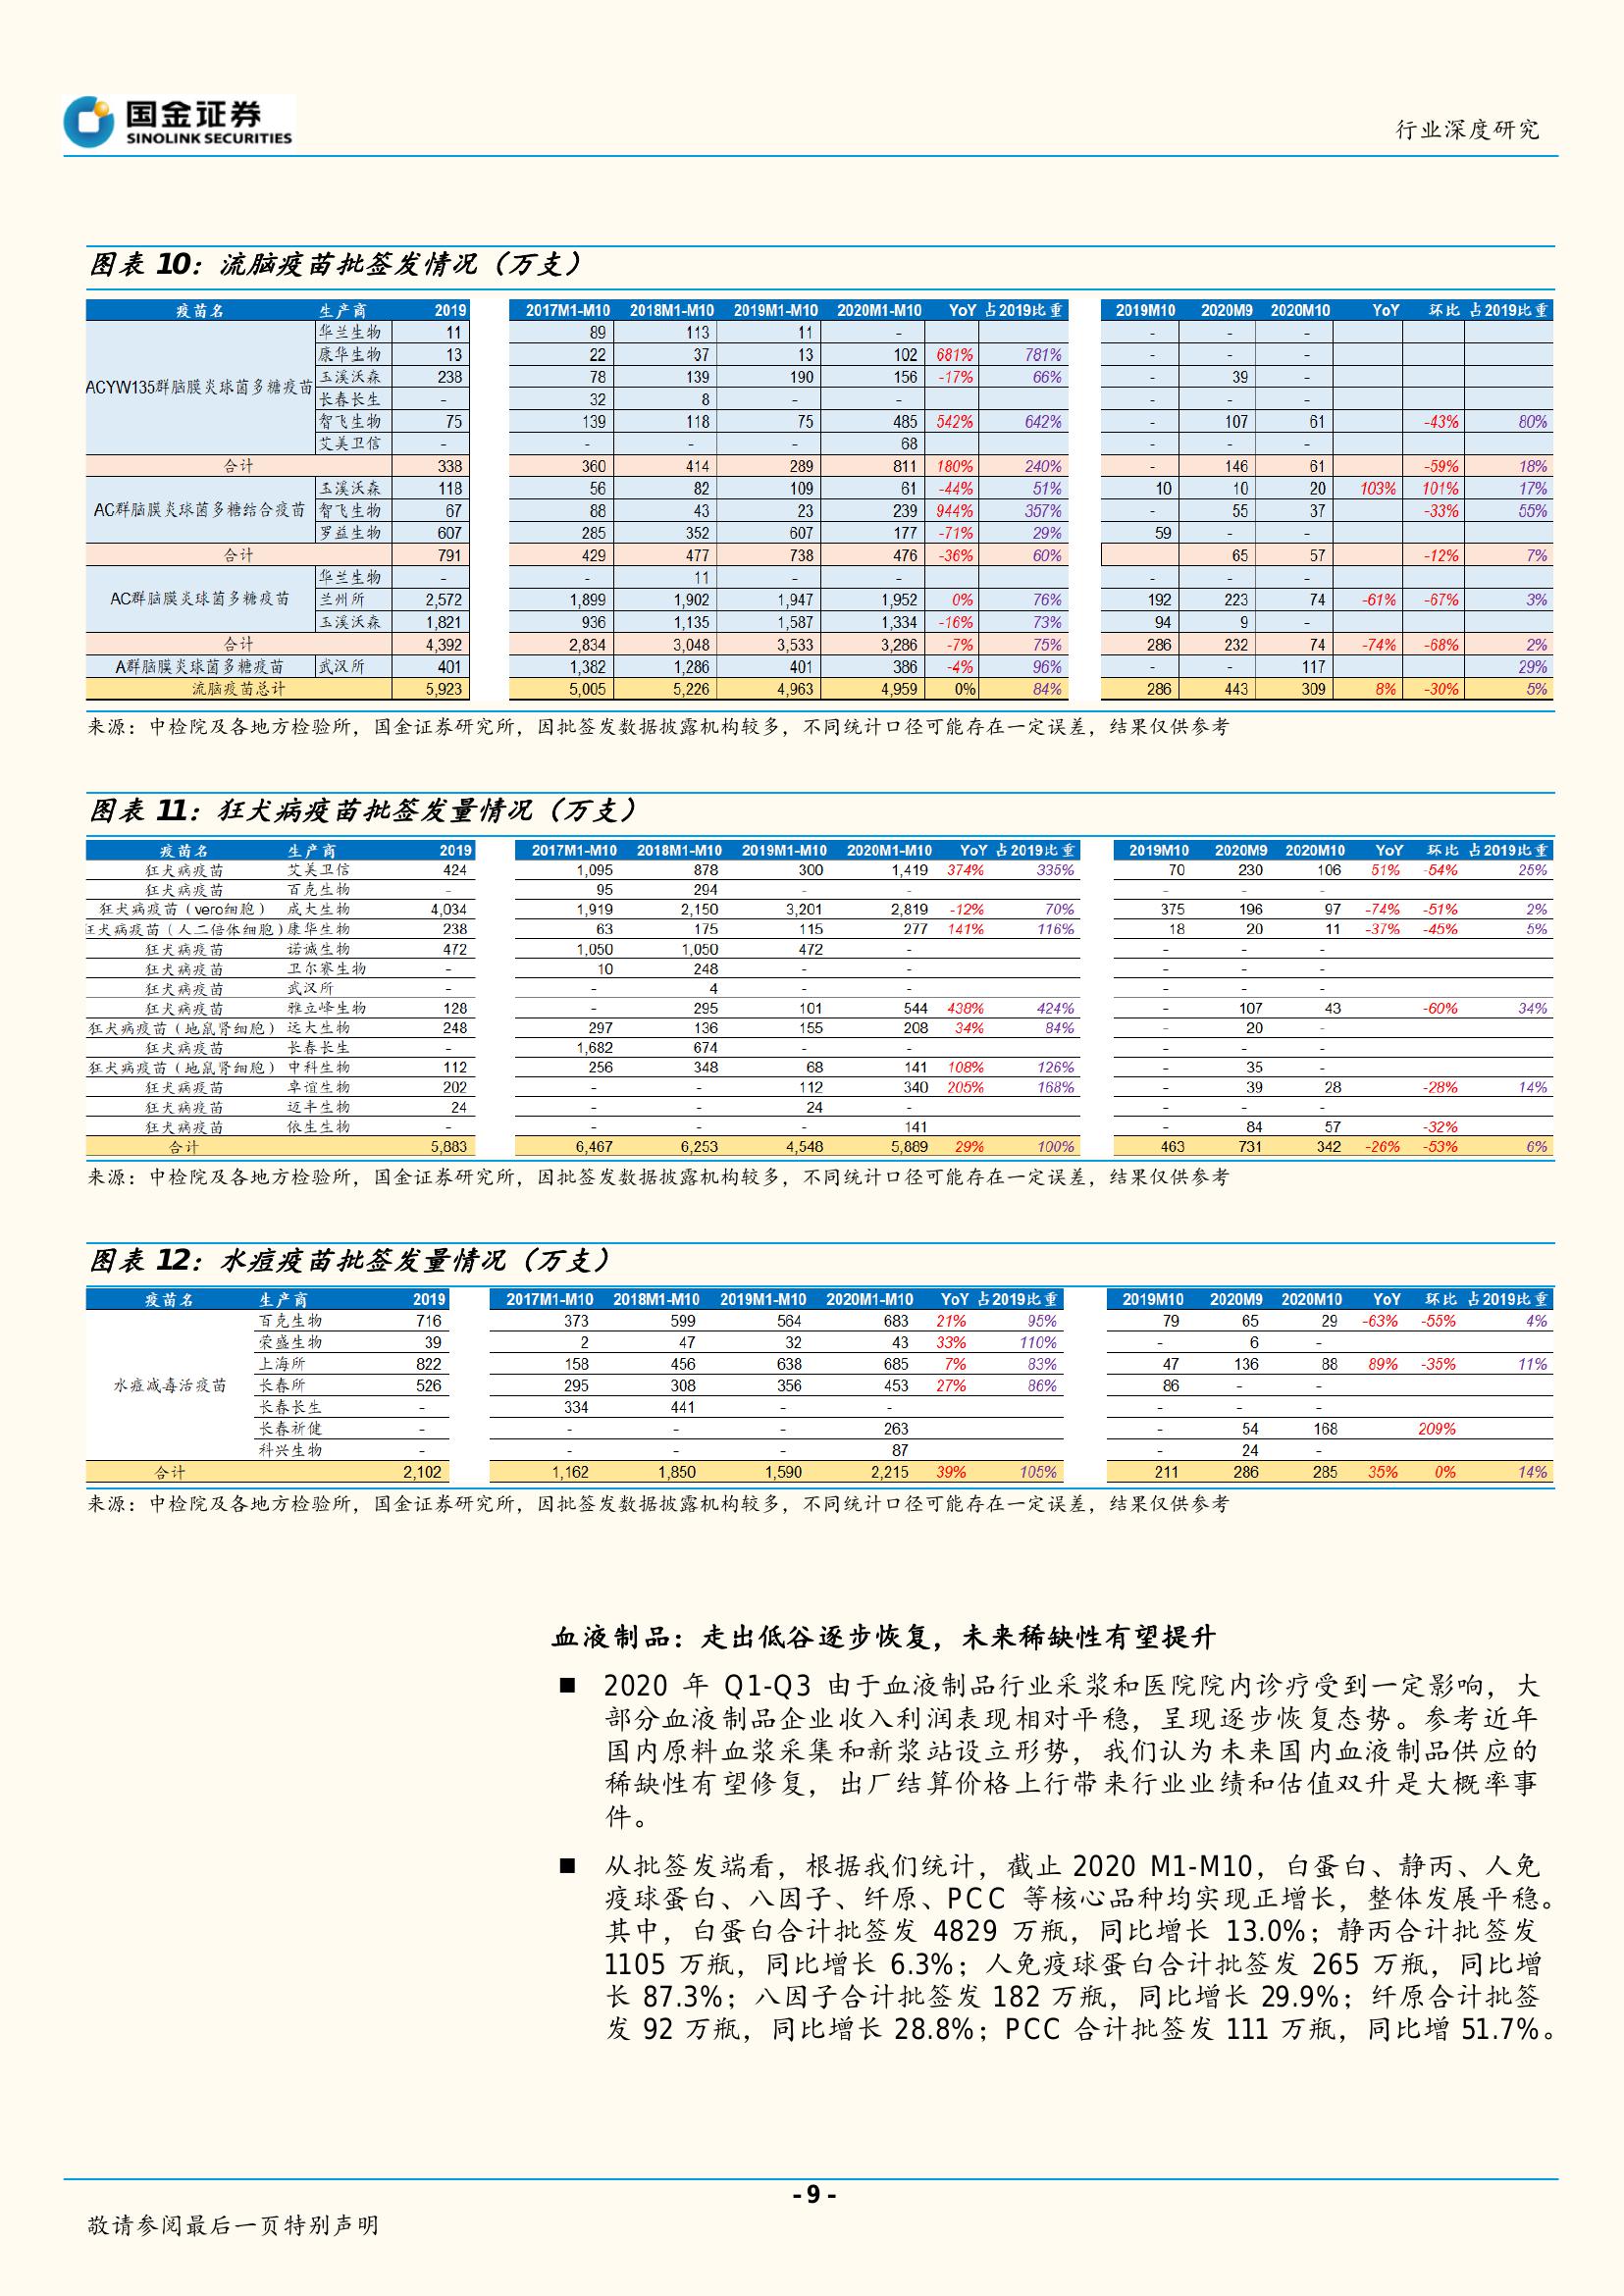 国金证券
SINOLINK SECURITIES
行业深度研究
图表 10：流脑疫苗批签发情况（万支）
疫苗名 生产商 2019 2017M1-M10 2018M1-M10 2019M1-M10 2020M1-M10 YoY 占2019比重 2019M10 2020M9 2020M10 YoY 环比 占2019比重
华兰生物 11 89 113 11 - - - -
康华生物 13 22 37 13 102 681% 781% - - -
ACYW135群脑膜炎球菌多糖疫苗 玉溪沃森 238 78 139 190 156 -17% 66% - 39 -
长春长生 - 32 8 - - - - -
智飞生物 75 139 118 75 485 542% 642% - 107 61 -43% 80%
艾美卫信 - - - - 68 - - -
合计 338 360 414 289 811 180% 240% - 146 61 -59% 18%
玉溪沃森 118 56 82 109 61 -44% 51% 10 10 20 103% 101% 17%
AC群脑膜炎球菌多糖结合疫苗 智飞生物 67 88 43 23 239 944% 357% - 55 37 -33% 55%
罗益生物 607 285 352 607 177 -71% 29% 59 - -
合计 791 429 477 738 476 -36% 60% 65 57 -12% 7%
华兰生物 - - 11 - - - - -
AC群脑膜炎球菌多糖疫苗 兰州所 2,572 1,899 1,902 1,947 1,952 0% 76% 192 223 74 -61% -67% 3%
玉溪沃森 1,821 936 1,135 1,587 1,334 -16% 73% 94 9 -
合计 4,392 2,834 3,048 3,533 3,286 -7% 75% 286 232 74 -74% -68% 2%
A群脑膜炎球菌多糖疫苗 武汉所 401 1,382 1,286 401 386 -4% 96% - - 117 29%
流脑疫苗总计 5,923 5,005 5,226 4,963 4,959 0% 84% 286 443 309 8% -30% 5%
来源：中检院及各地方检验所，国金证券研究所，因批签发数据披露机构较多，不同统计口径可能存在一定误差，结果仅供参考
图表 11：狂犬病疫苗批签发量情况（万支）
疫苗名 生产商 2019 2017M1-M10 2018M1-M10 2019M1-M10 2020M1-M10 YoY 占2019比重 2019M10 2020M9 2020M10 YoY 环比 占2019比重
狂犬病疫苗 艾美卫信 424 1,095 878 300 1,419 374% 335% 70 230 106 51% -54% 25%
狂犬病疫苗 百克生物 - 95 294 - - - - -
狂犬病疫苗（vero细胞） 成大生物 4,034 1,919 2,150 3,201 2,819 -12% 70% 375 196 97 -74% -51% 2%
狂犬病疫苗（人二倍体细胞） 康华生物 238 63 175 115 277 141% 116% 18 20 11 -37% -45% 5%
狂犬病疫苗 诺诚生物 472 1,050 1,050 472 - - - -
狂犬病疫苗 卫尔赛生物 - 10 248 - - - - -
狂犬病疫苗 武汉所 - - 4 - - - - -
狂犬病疫苗 雅立峰生物 128 - 295 101 544 438% 424% - 107 43 -60% 34%
狂犬病疫苗（地鼠肾细胞） 远大生物 248 297 136 155 208 34% 84% - 20 -
狂犬病疫苗 长春长生 - 1,682 674 - - - - -
狂犬病疫苗（地鼠肾细胞） 中科生物 112 256 348 68 141 108% 126% - 35 -
狂犬病疫苗 卓谊生物 202 - - 112 340 205% 168% - 39 28 -28% 14%
狂犬病疫苗 迈丰生物 24 - - 24 - - - -
狂犬病疫苗 依生生物 - - - - 141 - 84 57 -32%
合计 5,883 6,467 6,253 4,548 5,889 29% 100% 463 731 342 -26% -53% 6%
来源：中检院及各地方检验所，国金证券研究所，因批签发数据披露机构较多，不同统计口径可能存在一定误差，结果仅供参考
图表 12：水痘疫苗批签发量情况（万支）
疫苗名 生产商 2019 2017M1-M10 2018M1-M10 2019M1-M10 2020M1-M10 YoY 占2019比重 2019M10 2020M9 2020M10 YoY 环比 占2019比重
百克生物 716 373 599 564 683 21% 95% 79 65 29 -63% -55% 4%
荣盛生物 39 2 47 32 43 33% 110% - 6 -
上海所 822 158 456 638 685 7% 83% 47 136 88 89% -35% 11%
水痘减毒活疫苗 长春所 526 295 308 356 453 27% 86% 86 - -
长春长生 - 334 441 - - - - -
长春祈健 - - - - 263 - 54 168 209%
科兴生物 - - - - 87 - 24 -
合计 2,102 1,162 1,850 1,590 2,215 39% 105% 211 286 285 35% 0% 14%
来源：中检院及各地方检验所，国金证券研究所，因批签发数据披露机构较多，不同统计口径可能存在一定误差，结果仅供参考
血液制品：走出低谷逐步恢复，未来稀缺性有望提升
■ 2020 年 Q1-Q3 由于血液制品行业采浆和医院院内诊疗受到一定影响，大
部分血液制品企业收入利润表现相对平稳，呈现逐步恢复态势。参考近年
国内原料血浆采集和新浆站设立形势，我们认为未来国内血液制品供应的
稀缺性有望修复，出厂结算价格上行带来行业业绩和估值双升是大概率事
件。
■ 从批签发端看，根据我们统计，截止 2020 M1-M10，白蛋白、静丙、人免
疫球蛋白、八因子、纤原、PCC 等核心品种均实现正增长，整体发展平稳。
其中，白蛋白合计批签发 4829 万瓶，同比增长 13.0%；静丙合计批签发
1105 万瓶，同比增长 6.3%；人免疫球蛋白合计批签发 265 万瓶，同比增
长 87.3%；八因子合计批签发 182 万瓶，同比增长 29.9%；纤原合计批签
发 92 万瓶，同比增长 28.8%；PCC 合计批签发 111 万瓶，同比增 51.7%。
- 9 -
敬请参阅最后一页特别声明